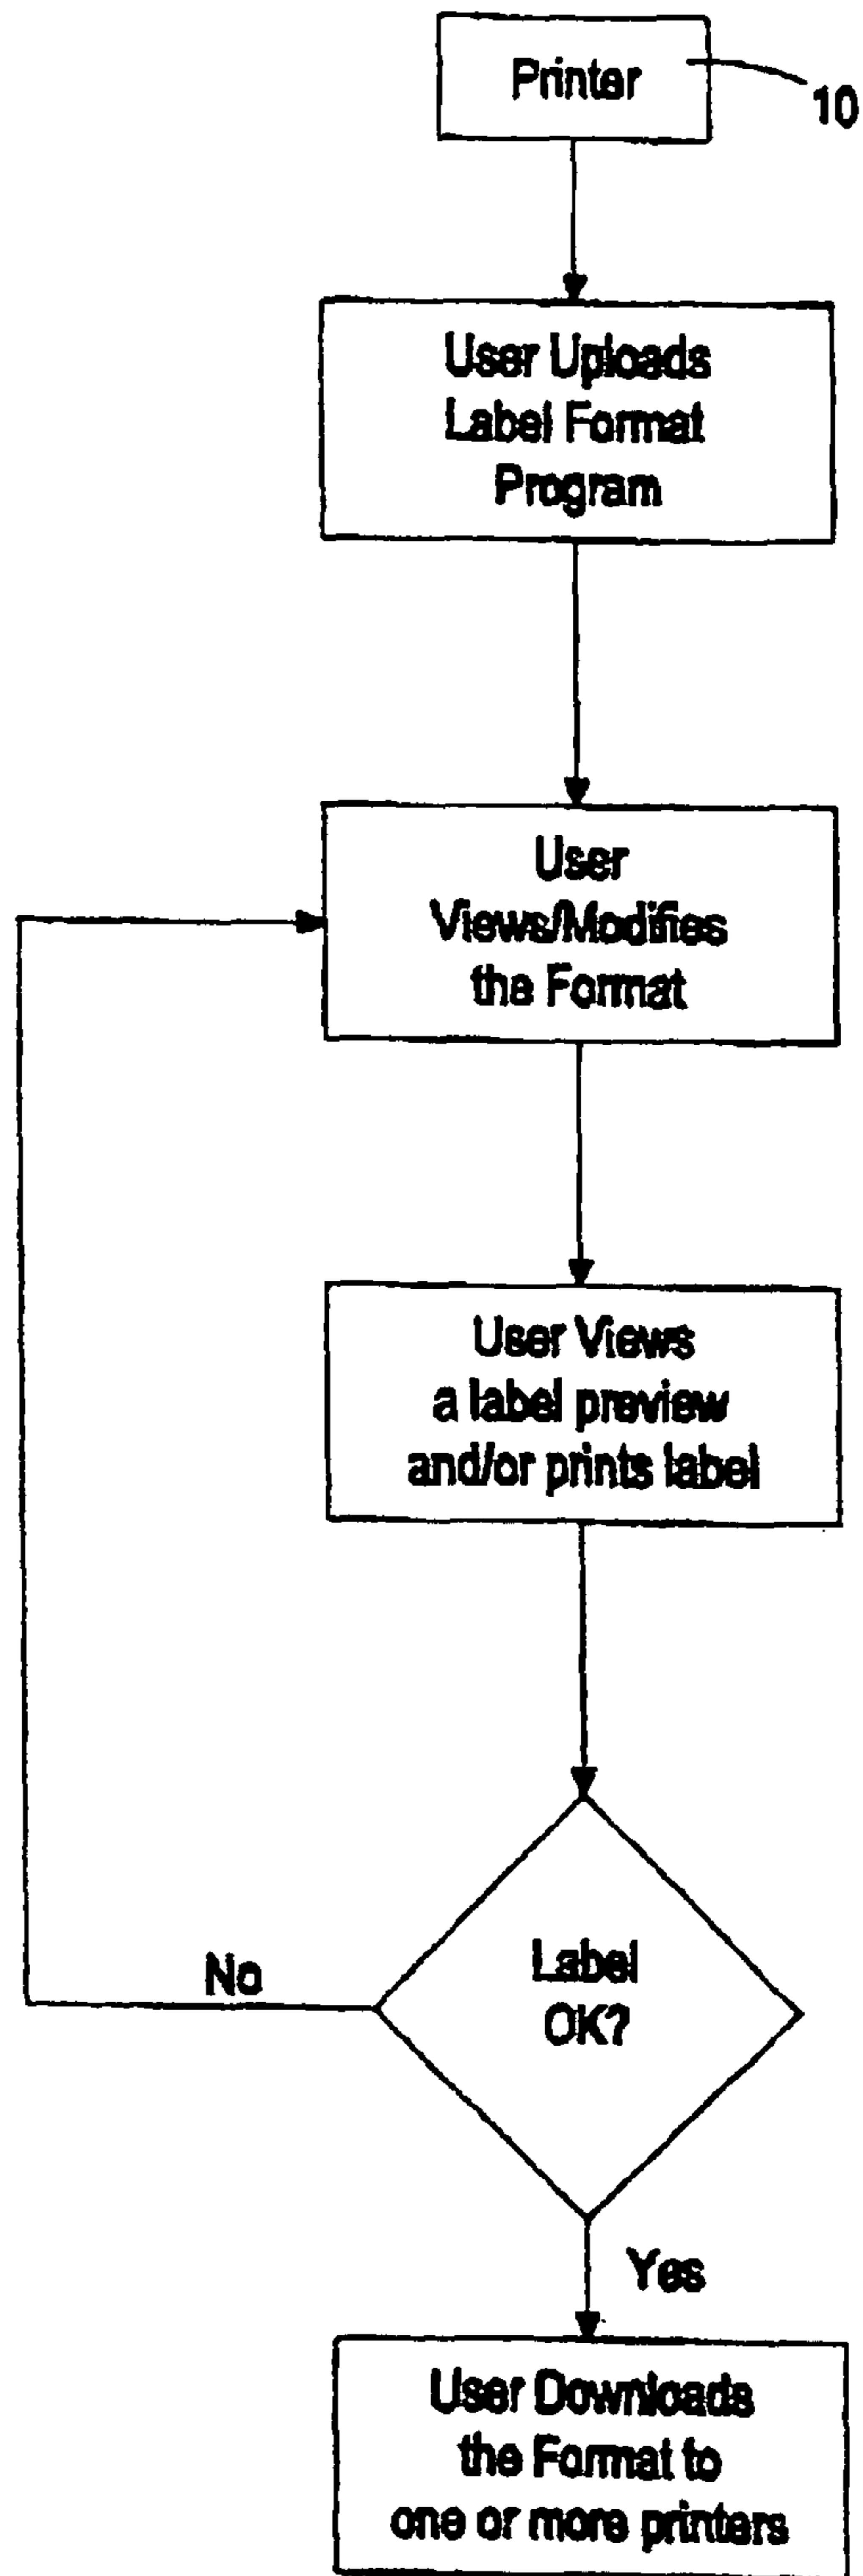 Printer
10
User Uploads
Label Format
Program
User
Views/Modifies
the Format
User Views
a label preview
and/or prints label
Label
OK?
No
Yes
User Downloads
the Format to
one or more printers